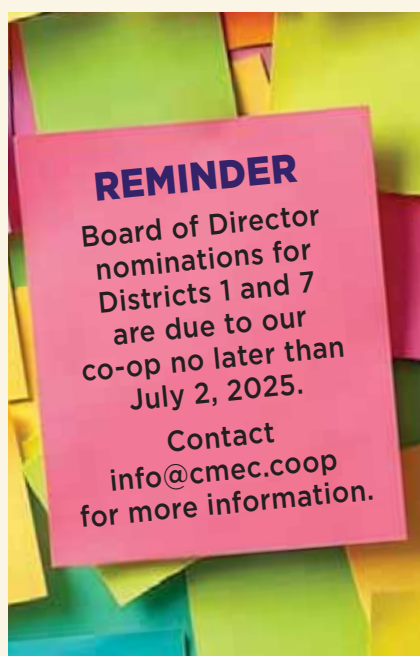 REMINDER
Board of Director
nominations for
Districts 1 and 7
are due to our
co-op no later than
July 2, 2025.
Contact
info@cmec.coop
for more information.